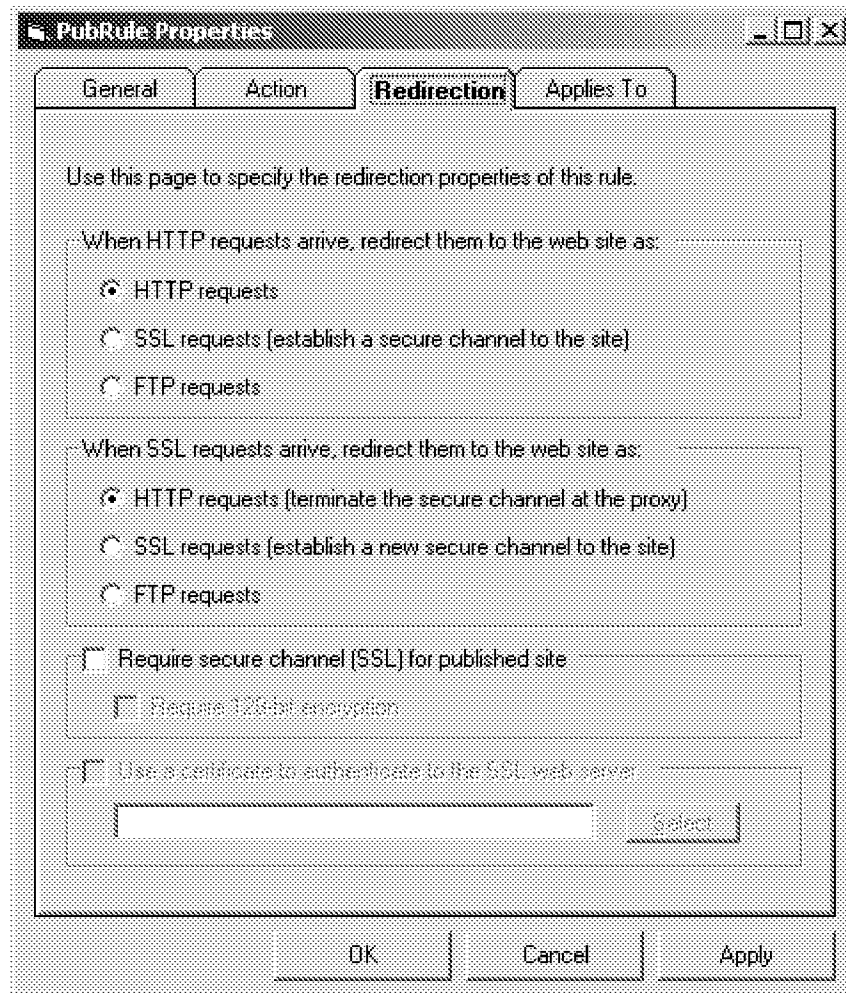 PubRule Properties
General Action Redirection Applies To
Use this page to specify the redirection properties of this rule.
When HTTP requests arrive, redirect them to the web site as:
HTTP requests
SSL requests (establish a secure channel to the site)
FTP requests
When SSL requests arrive, redirect them to the web site as:
HTTP requests (terminate the secure channel at the proxy)
SSL requests (establish a new secure channel to the site)
FTP requests
Require secure channel (SSL) for published site
Require 128-bit encryption
Use a certificate to authenticate to the SSL web server
Select
OK Cancel Apply